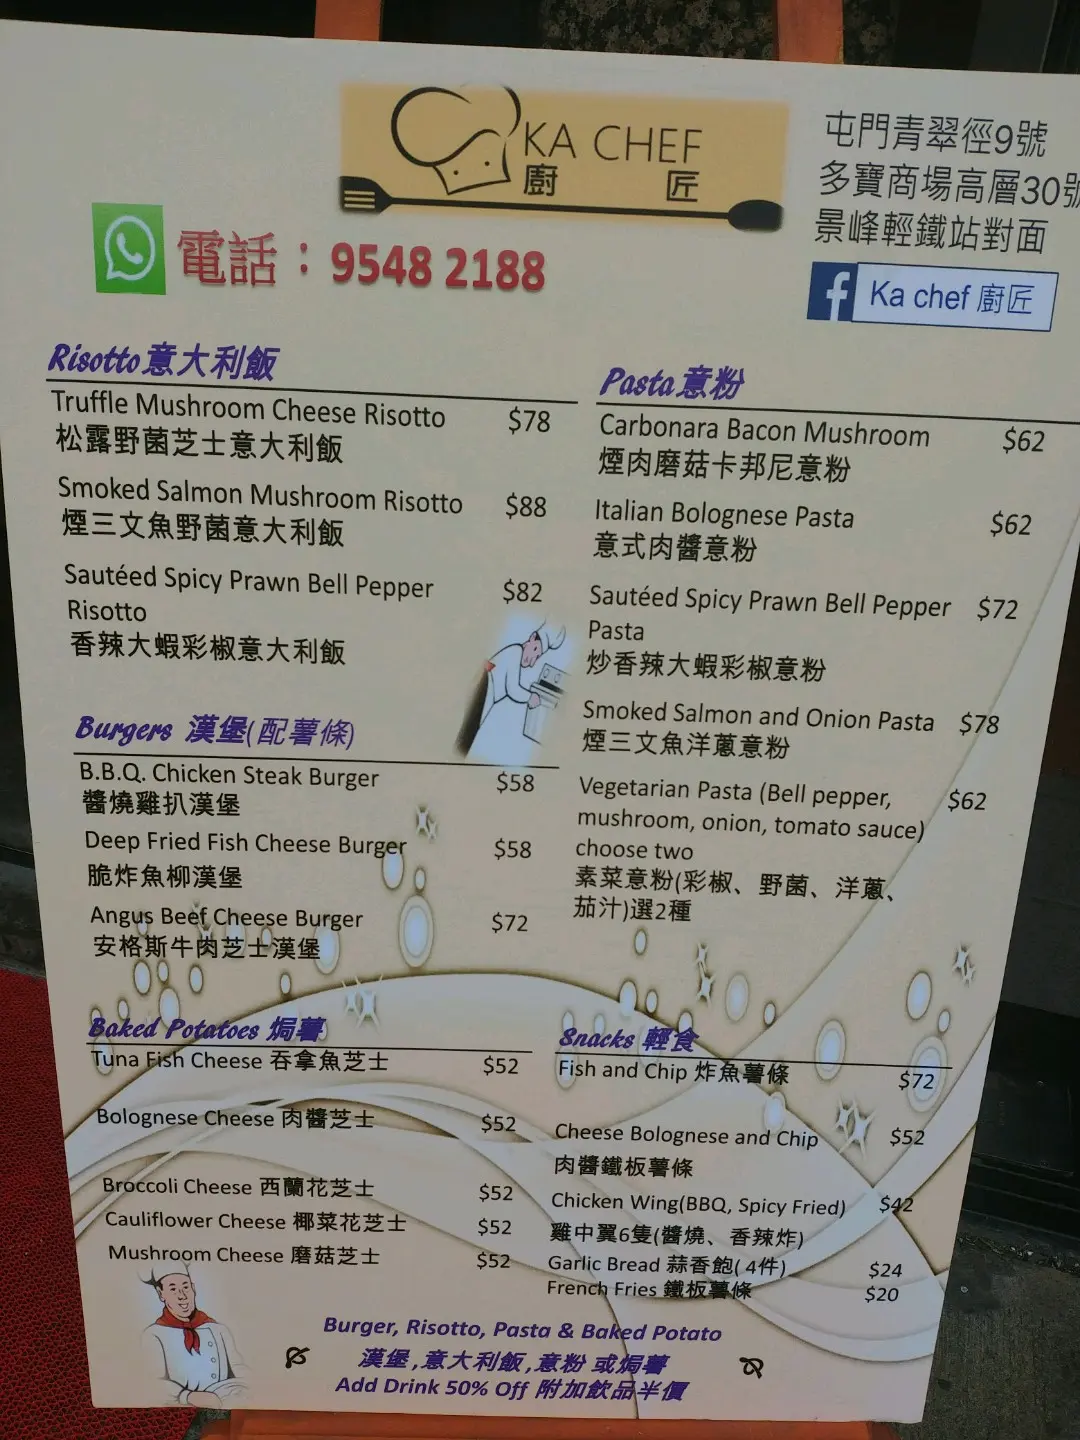 KA CHEF
廚 匠
屯門青翠徑9號
多寶商場高層30號
景峰輕鐵站對面
電話：9548 2188
Ka chef 廚匠
Risotto 意大利飯
Truffle Mushroom Cheese Risotto $78
松露野菌芝士意大利飯
Smoked Salmon Mushroom Risotto $88
煙三文魚野菌意大利飯
Sautéed Spicy Prawn Bell Pepper $82
Risotto
香辣大蝦彩椒意大利飯
Burgers 漢堡(配薯條)
B.B.Q. Chicken Steak Burger $58
醬燒雞扒漢堡
Deep Fried Fish Cheese Burger $58
脆炸魚柳漢堡
Angus Beef Cheese Burger $72
安格斯牛肉芝士漢堡
Baked Potatoes 焗薯
Tuna Fish Cheese 吞拿魚芝士 $52
Bolognese Cheese 肉醬芝士 $52
Broccoli Cheese 西蘭花芝士 $52
Cauliflower Cheese 椰菜花芝士 $52
Mushroom Cheese 磨菇芝士 $52
Pasta 意粉
Carbonara Bacon Mushroom $62
煙肉磨菇卡邦尼意粉
Italian Bolognese Pasta $62
意式肉醬意粉
Sautéed Spicy Prawn Bell Pepper $72
Pasta
炒香辣大蝦彩椒意粉
Smoked Salmon and Onion Pasta $78
煙三文魚洋蔥意粉
Vegetarian Pasta (Bell pepper, $62
mushroom, onion, tomato sauce)
choose two
素菜意粉(彩椒、野菌、洋蔥、
茄汁)選2種
Snacks 輕食
Fish and Chip 炸魚薯條 $72
Cheese Bolognese and Chip $52
肉醬鐵板薯條
Chicken Wing(BBQ, Spicy Fried) $42
雞中翼6隻(醬燒、香辣炸)
Garlic Bread 蒜香飽( 4件) $24
French Fries 鐵板薯條 $20
Burger, Risotto, Pasta & Baked Potato
漢堡,意大利飯,意粉 或焗薯
Add Drink 50% Off 附加飲品半價